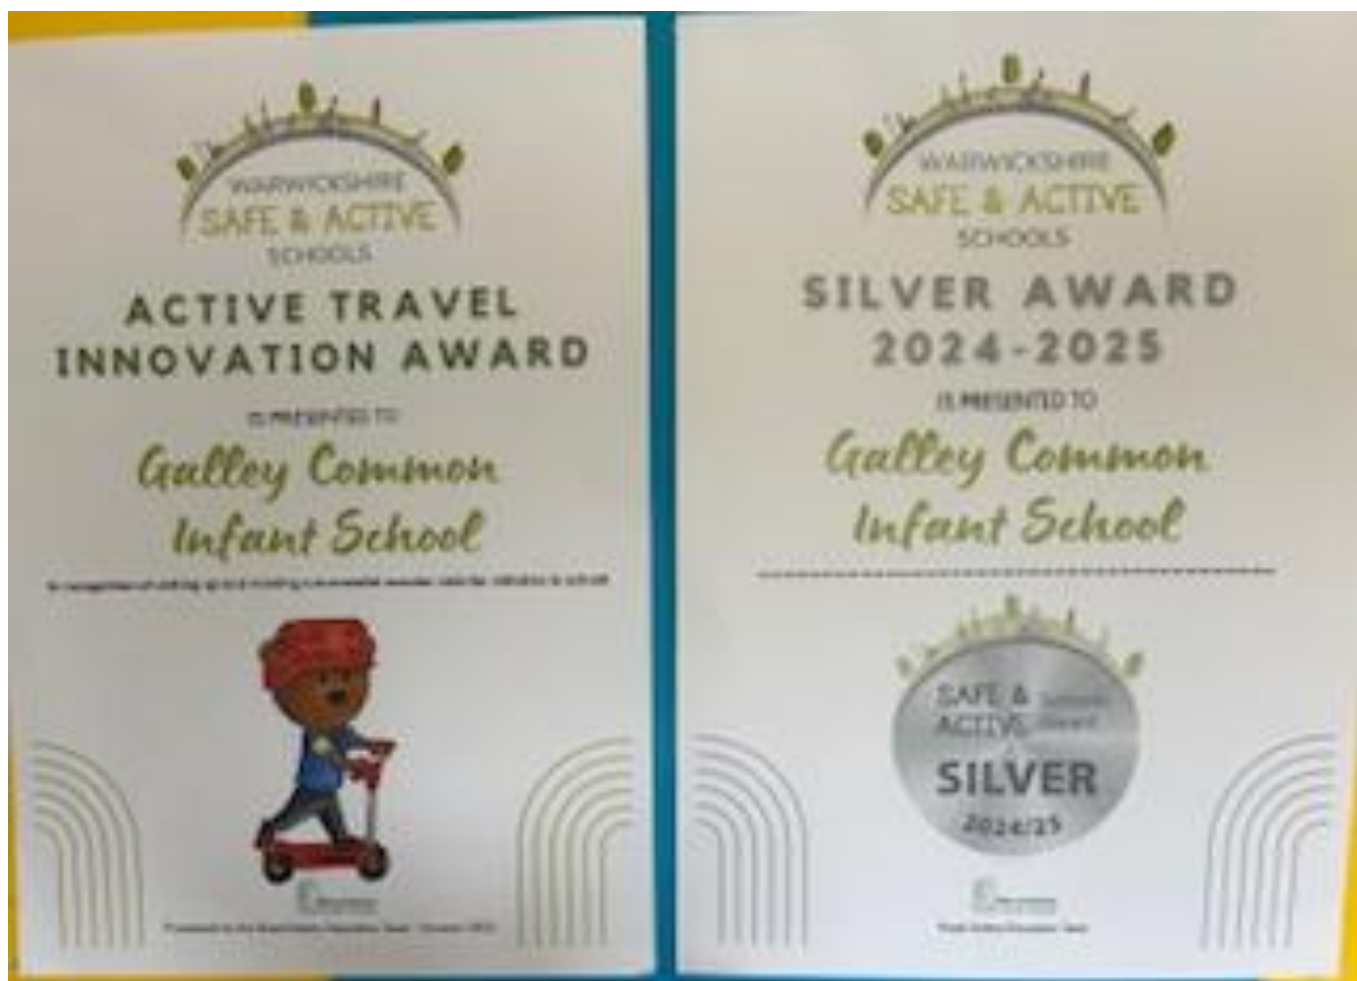 WARWICKSHIRE
SAFE & ACTIVE
SCHOOLS
ACTIVE TRAVEL
INNOVATION AWARD
IS PRESENTED TO
Galley Common
Infant School
WARWICKSHIRE
SAFE & ACTIVE
SCHOOLS
SILVER AWARD
2024-2025
IS PRESENTED TO
Galley Common
Infant School
SAFE &
ACTIVE
SILVER
2024/25